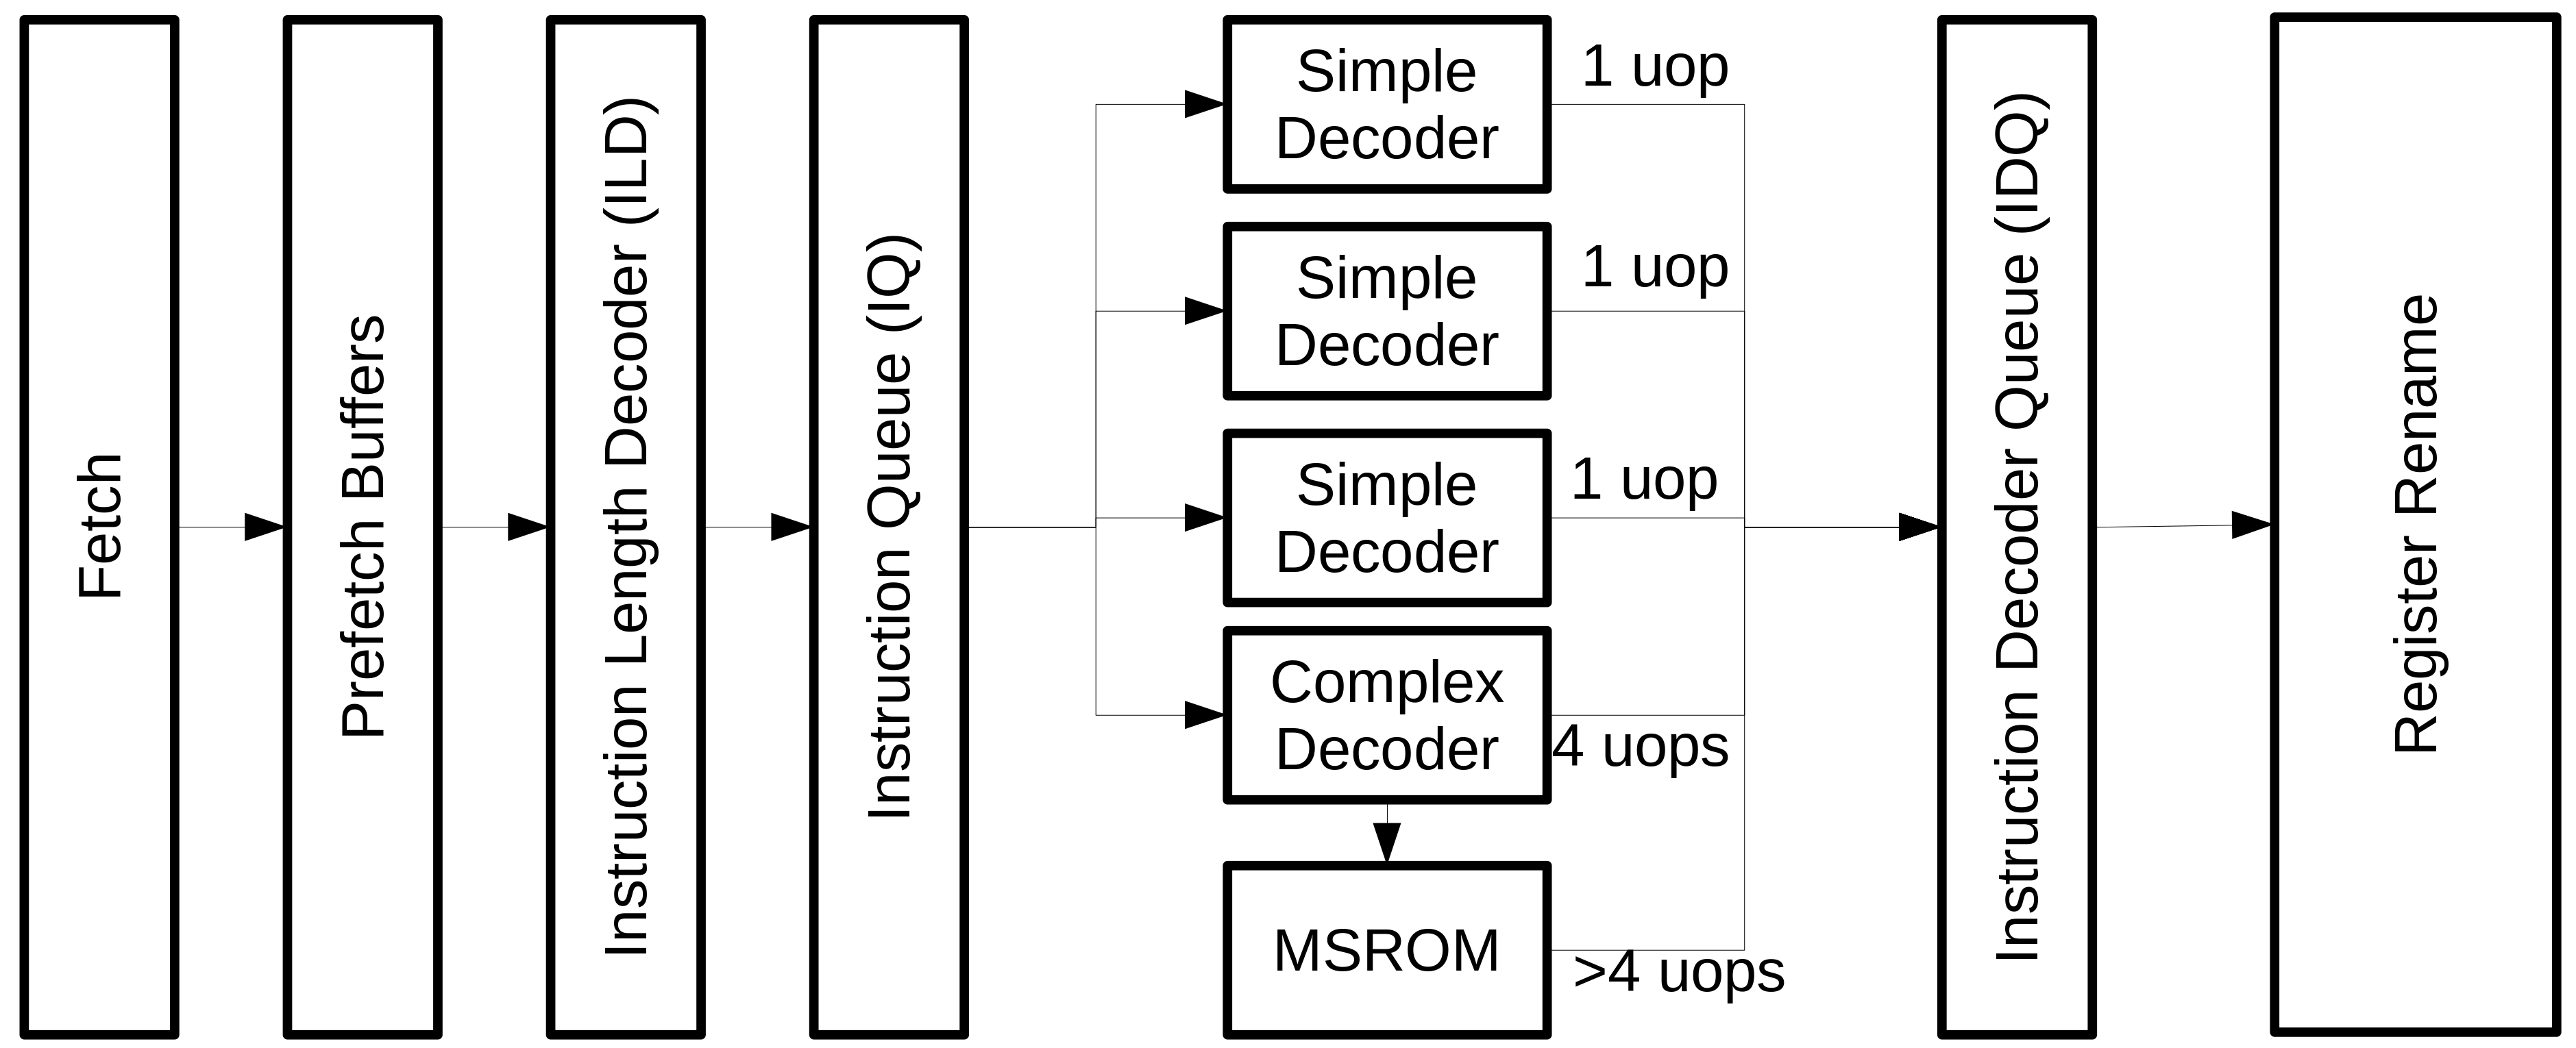 Fetch
Prefetch Buffers
Instruction Length Decoder (ILD)
Instruction Queue (IQ)
Simple
Decoder
1 uop
Simple
Decoder
1 uop
Simple
Decoder
1 uop
Complex
Decoder
4 uops
MSROM
>4 uops
Instruction Decoder Queue (IDQ)
Register Rename